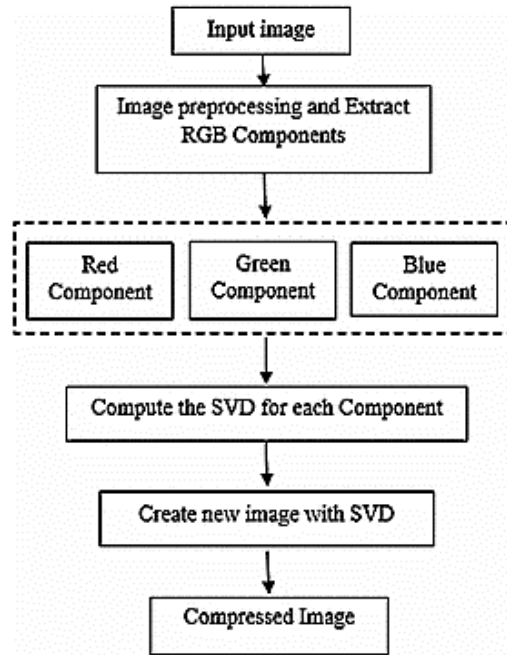 Input image
Image preprocessing and Extract
RGB Components
Red
Component
Green
Component
Blue
Component
Compute the SVD for each Component
Create new image with SVD
Compressed Image